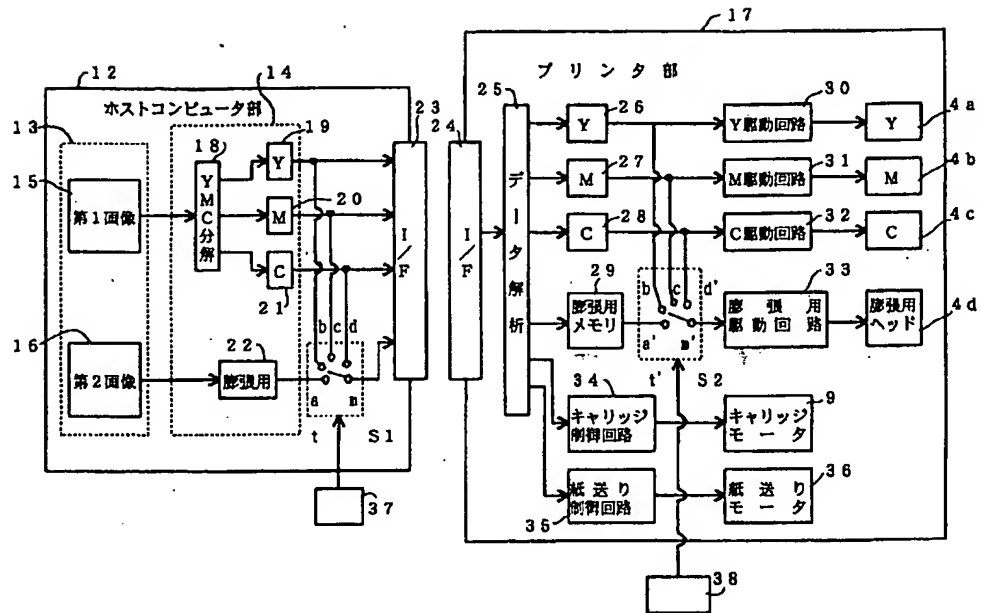 17
12
14
ホストコンピュータ部
13
15
第1画像
16
第2画像
18
YMC分解
19
Y
20
M
21
C
22
膨張用
b c d
a n
t S1
37
23
I/F
24
I/F
プリンタ部
25
データ解析
26
Y
27
M
28
C
29
膨張用
メモリ
b c d'
a' n'
t' S2
30
Y駆動回路
31
M駆動回路
32
C駆動回路
33
膨張用
駆動回路
4a
Y
4b
M
4c
C
4d
膨張用
ヘッド
34
キャリッジ
制御回路
9
キャリッジ
モータ
35
紙送り
制御回路
36
紙送り
モータ
38